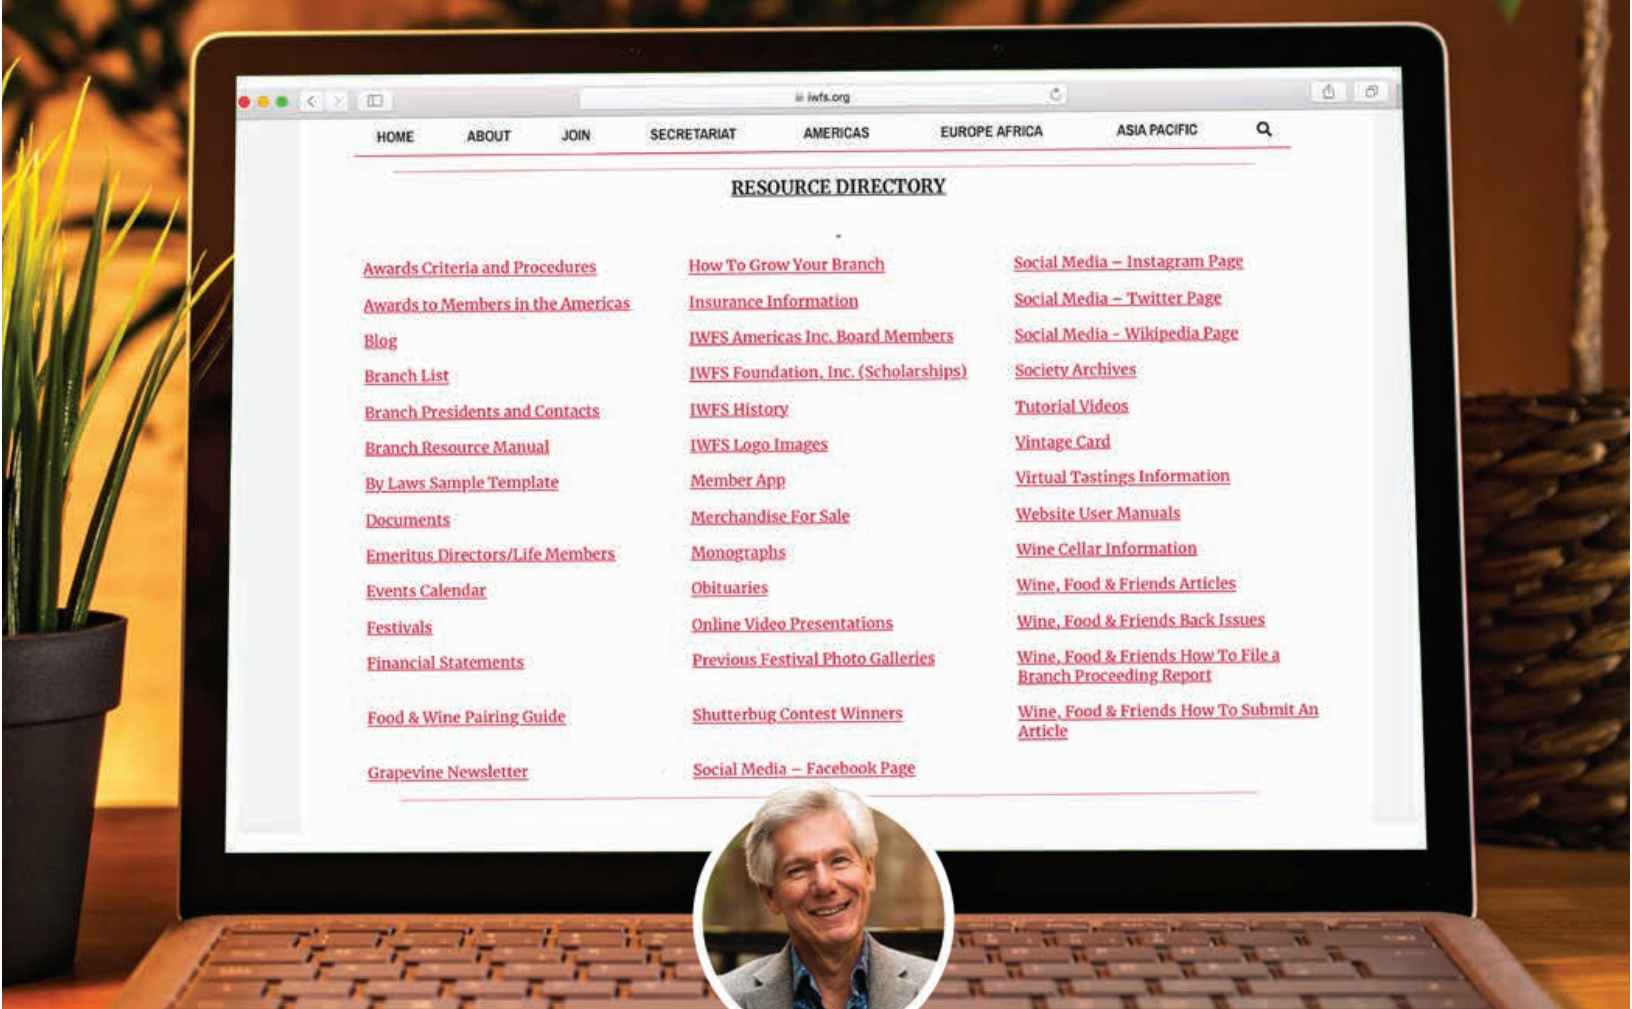 iwfs.org
HOME
ABOUT
JOIN
SECRETARIAT
AMERICAS
EUROPE AFRICA
ASIA PACIFIC
RESOURCE DIRECTORY
Awards Criteria and Procedures
Awards to Members in the Americas
Blog
Branch List
Branch Presidents and Contacts
Branch Resource Manual
By Laws Sample Template
Documents
Emeritus Directors/Life Members
Events Calendar
Festivals
Financial Statements
Food & Wine Pairing Guide
Grapevine Newsletter
How To Grow Your Branch
Insurance Information
IWFS Americas Inc. Board Members
IWFS Foundation, Inc. (Scholarships)
IWFS History
IWFS Logo Images
Member App
Merchandise For Sale
Monographs
Obituaries
Online Video Presentations
Previous Festival Photo Galleries
Shutterbug Contest Winners
Social Media – Facebook Page
Social Media – Instagram Page
Social Media – Twitter Page
Social Media - Wikipedia Page
Society Archives
Tutorial Videos
Vintage Card
Virtual Tastings Information
Website User Manuals
Wine Cellar Information
Wine, Food & Friends Articles
Wine, Food & Friends Back Issues
Wine, Food & Friends How To File a
Branch Proceeding Report
Wine, Food & Friends How To Submit An
Article